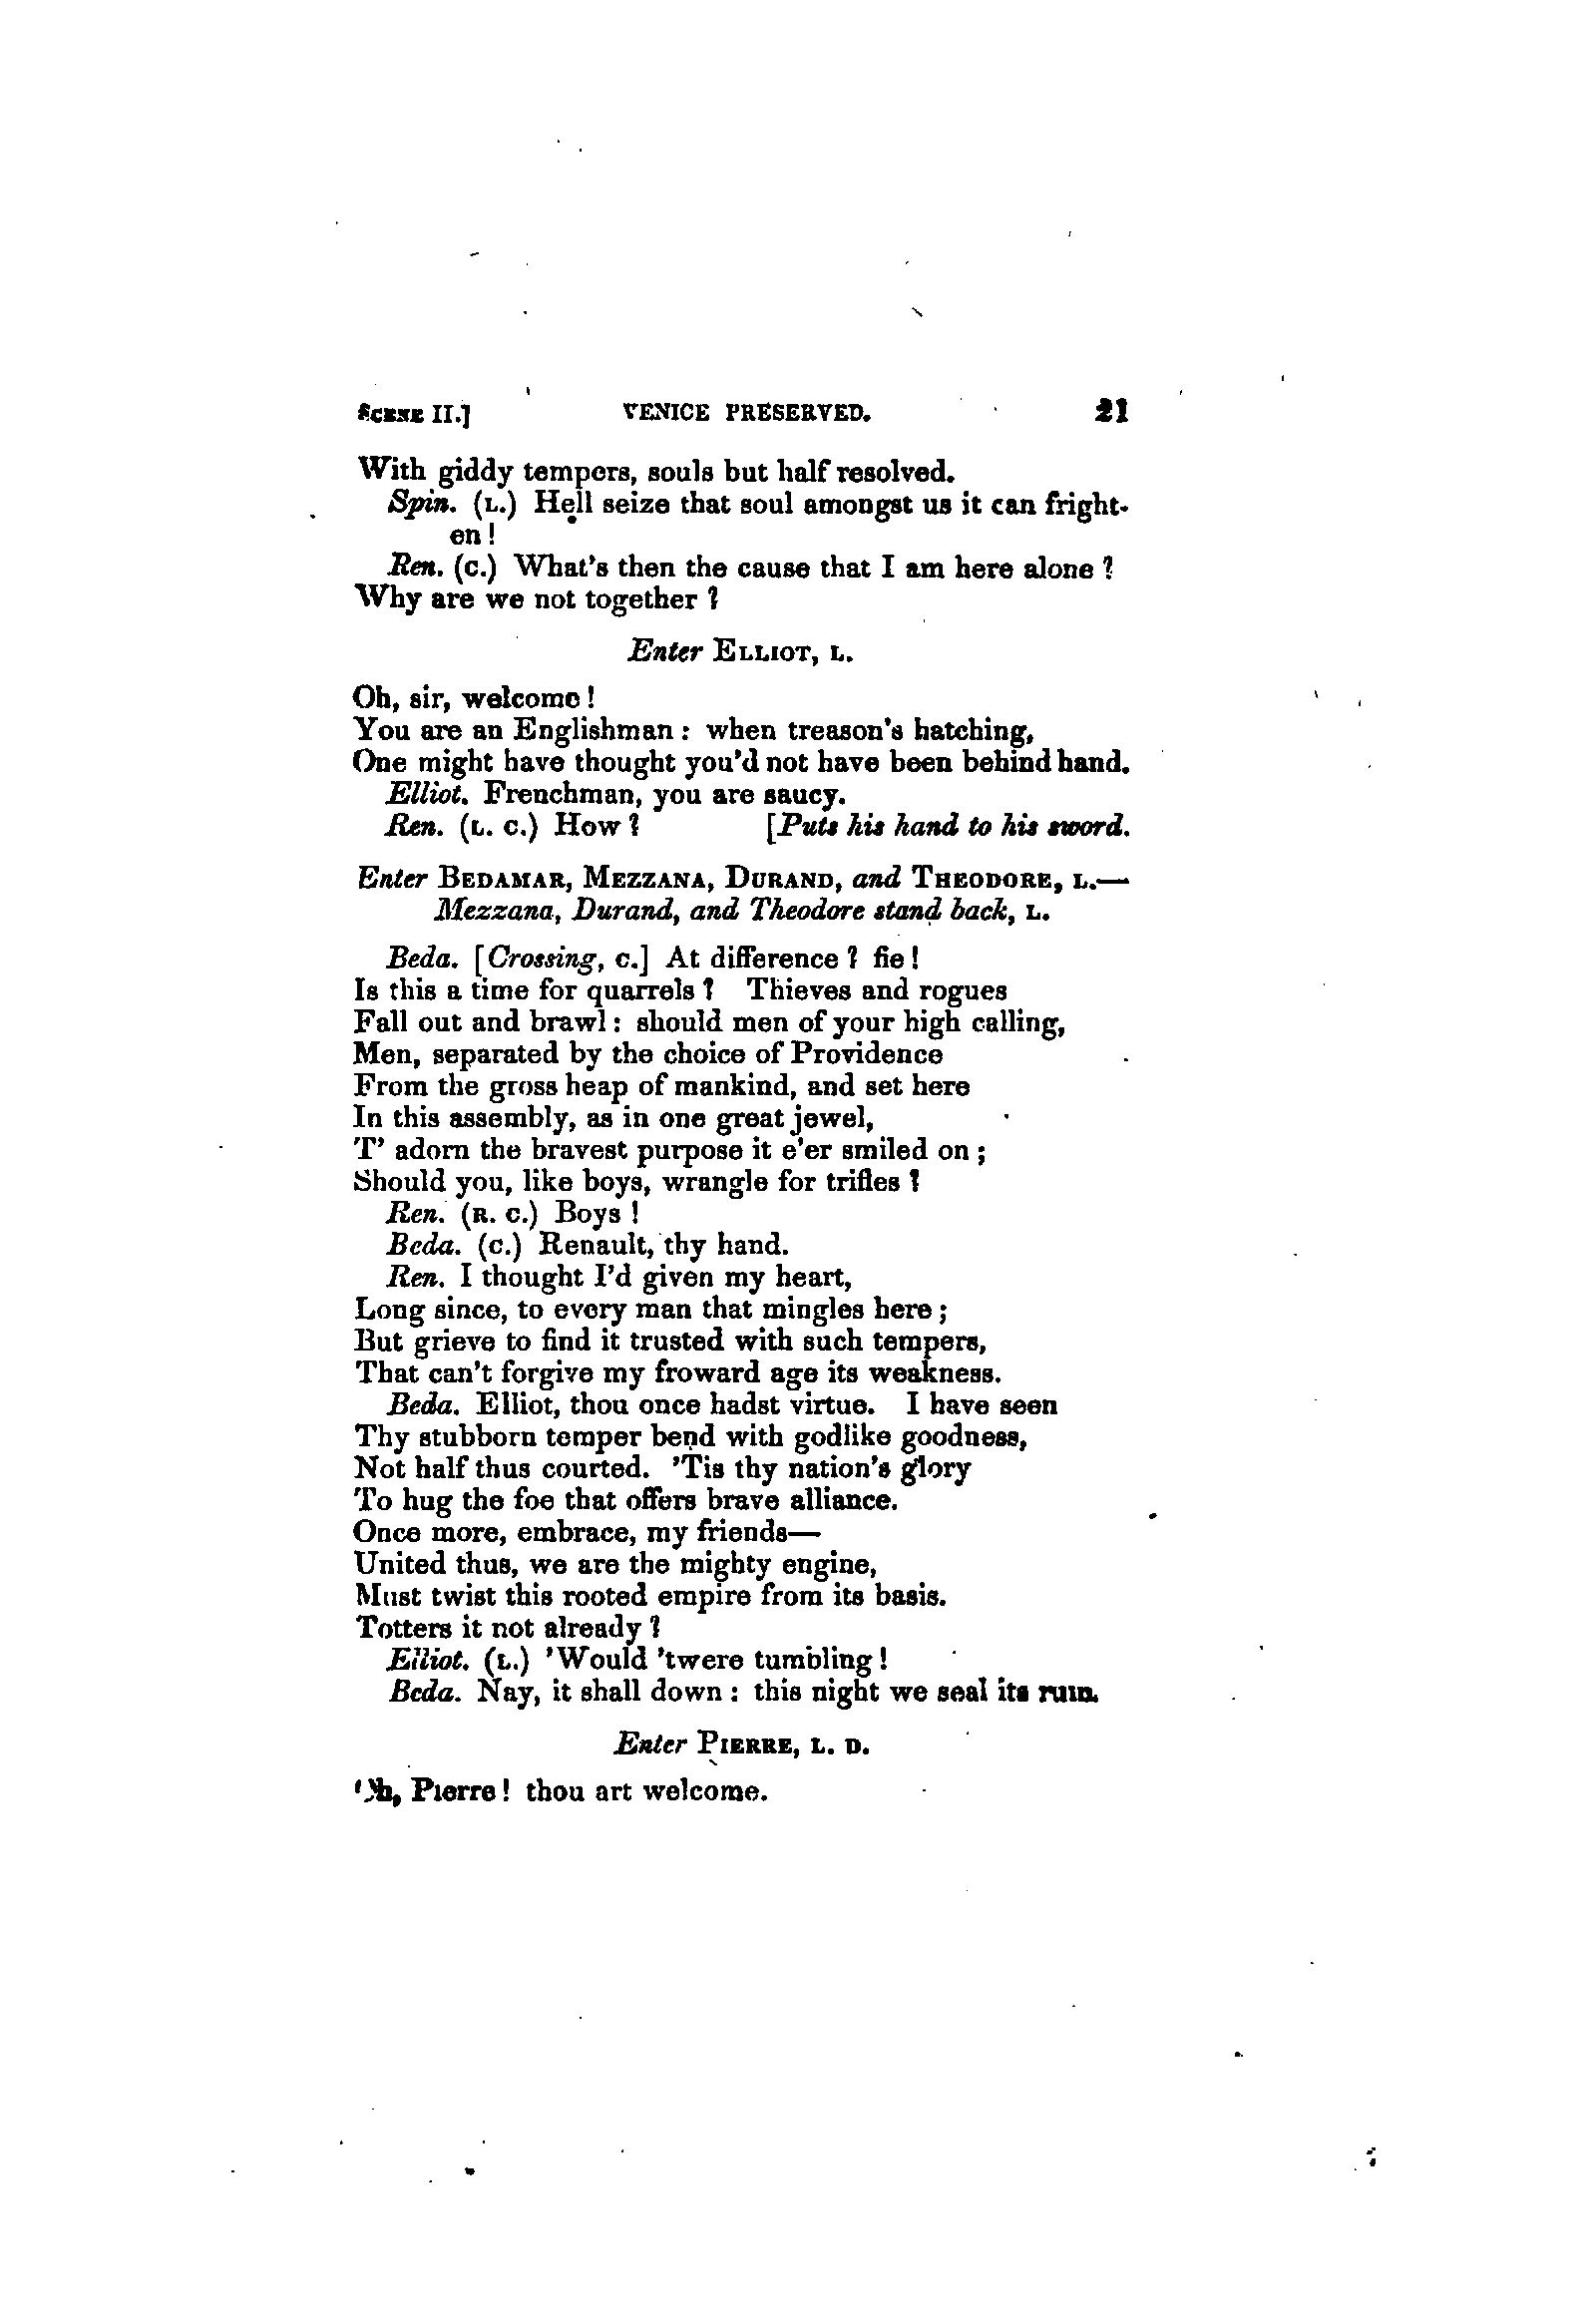 SCENE II.] VENICE PRESERVED. 21
With giddy tempers, souls but half resolved.
Spin. (L.) Hell seize that soul amongst us it can fright-
en!
Ren. (C.) What's then the cause that I am here alone?
Why are we not together?
Enter ELLIOT, L.
Oh, sir, welcome!
You are an Englishman: when treason's hatching,
One might have thought you'd not have been behind hand.
Elliot. Frenchman, you are saucy.
Ren. (L. C.) How? [Puts his hand to his sword.
Enter BEDAMAR, MEZZANA, DURAND, and THEODORE, L.—
Mezzana, Durand, and Theodore stand back, L.
Beda. [Crossing, C.] At difference? fie!
Is this a time for quarrels? Thieves and rogues
Fall out and brawl: should men of your high calling,
Men, separated by the choice of Providence
From the gross heap of mankind, and set here
In this assembly, as in one great jewel,
T' adorn the bravest purpose it e'er smiled on;
Should you, like boys, wrangle for trifles?
Ren. (R. C.) Boys!
Beda. (C.) Renault, thy hand.
Ren. I thought I'd given my heart,
Long since, to every man that mingles here;
But grieve to find it trusted with such tempers,
That can't forgive my froward age its weakness.
Beda. Elliot, thou once hadst virtue. I have seen
Thy stubborn temper bend with godlike goodness,
Not half thus courted. 'Tis thy nation's glory
To hug the foe that offers brave alliance.
Once more, embrace, my friends—
United thus, we are the mighty engine,
Must twist this rooted empire from its basis.
Totters it not already?
Elliot. (L.) 'Would 'twere tumbling!
Beda. Nay, it shall down: this night we seal its ruin.
Enter PIERRE, L. D.
Oh, Pierre! thou art welcome.